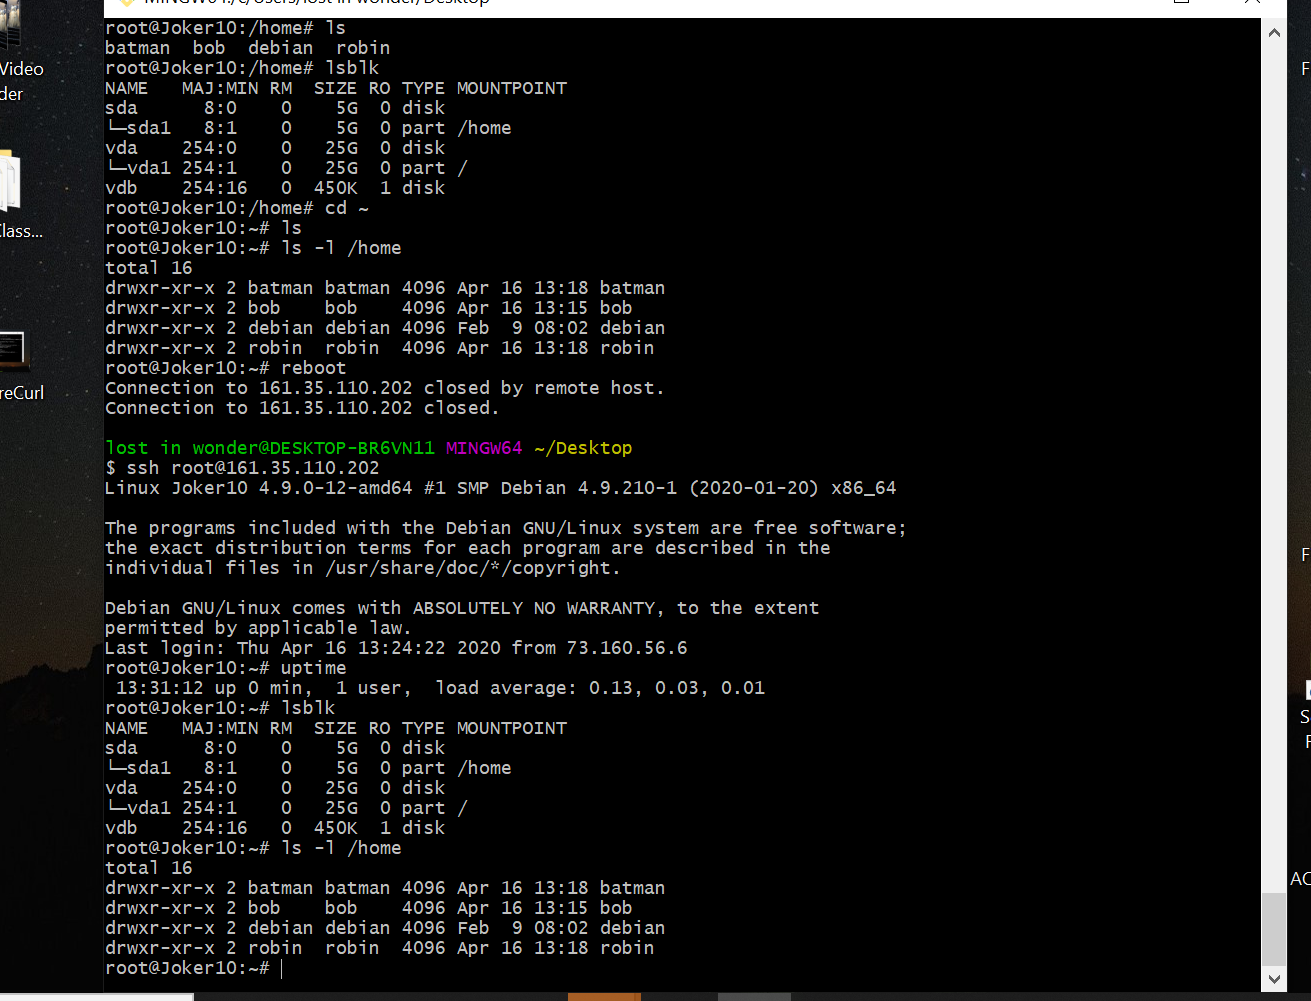 root@Joker10:/home# ls
batman  bob  debian  robin
root@Joker10:/home# lsblk
NAME   MAJ:MIN RM  SIZE RO TYPE MOUNTPOINT
sda      8:0    0    5G  0 disk
└─sda1   8:1    0    5G  0 part /home
vda    254:0    0   25G  0 disk
└─vda1 254:1    0   25G  0 part /
vdb    254:16   0  450K  1 disk
root@Joker10:/home# cd ~
root@Joker10:~# ls
root@Joker10:~# ls -l /home
total 16
drwxr-xr-x 2 batman batman 4096 Apr 16 13:18 batman
drwxr-xr-x 2 bob    bob    4096 Apr 16 13:15 bob
drwxr-xr-x 2 debian debian 4096 Feb  9 08:02 debian
drwxr-xr-x 2 robin  robin  4096 Apr 16 13:18 robin
root@Joker10:~# reboot
Connection to 161.35.110.202 closed by remote host.
Connection to 161.35.110.202 closed.
lost in wonder@DESKTOP-BR6VN11 MINGW64 ~/Desktop
$ ssh root@161.35.110.202
Linux Joker10 4.9.0-12-amd64 #1 SMP Debian 4.9.210-1 (2020-01-20) x86_64
The programs included with the Debian GNU/Linux system are free software;
the exact distribution terms for each program are described in the
individual files in /usr/share/doc/*/copyright.
Debian GNU/Linux comes with ABSOLUTELY NO WARRANTY, to the extent
permitted by applicable law.
Last login: Thu Apr 16 13:24:22 2020 from 73.160.56.6
root@Joker10:~# uptime
 13:31:12 up 0 min,  1 user,  load average: 0.13, 0.03, 0.01
root@Joker10:~# lsblk
NAME   MAJ:MIN RM  SIZE RO TYPE MOUNTPOINT
sda      8:0    0    5G  0 disk
└─sda1   8:1    0    5G  0 part /home
vda    254:0    0   25G  0 disk
└─vda1 254:1    0   25G  0 part /
vdb    254:16   0  450K  1 disk
root@Joker10:~# ls -l /home
total 16
drwxr-xr-x 2 batman batman 4096 Apr 16 13:18 batman
drwxr-xr-x 2 bob    bob    4096 Apr 16 13:15 bob
drwxr-xr-x 2 debian debian 4096 Feb  9 08:02 debian
drwxr-xr-x 2 robin  robin  4096 Apr 16 13:18 robin
root@Joker10:~#
Video
der
lass...
reCurl